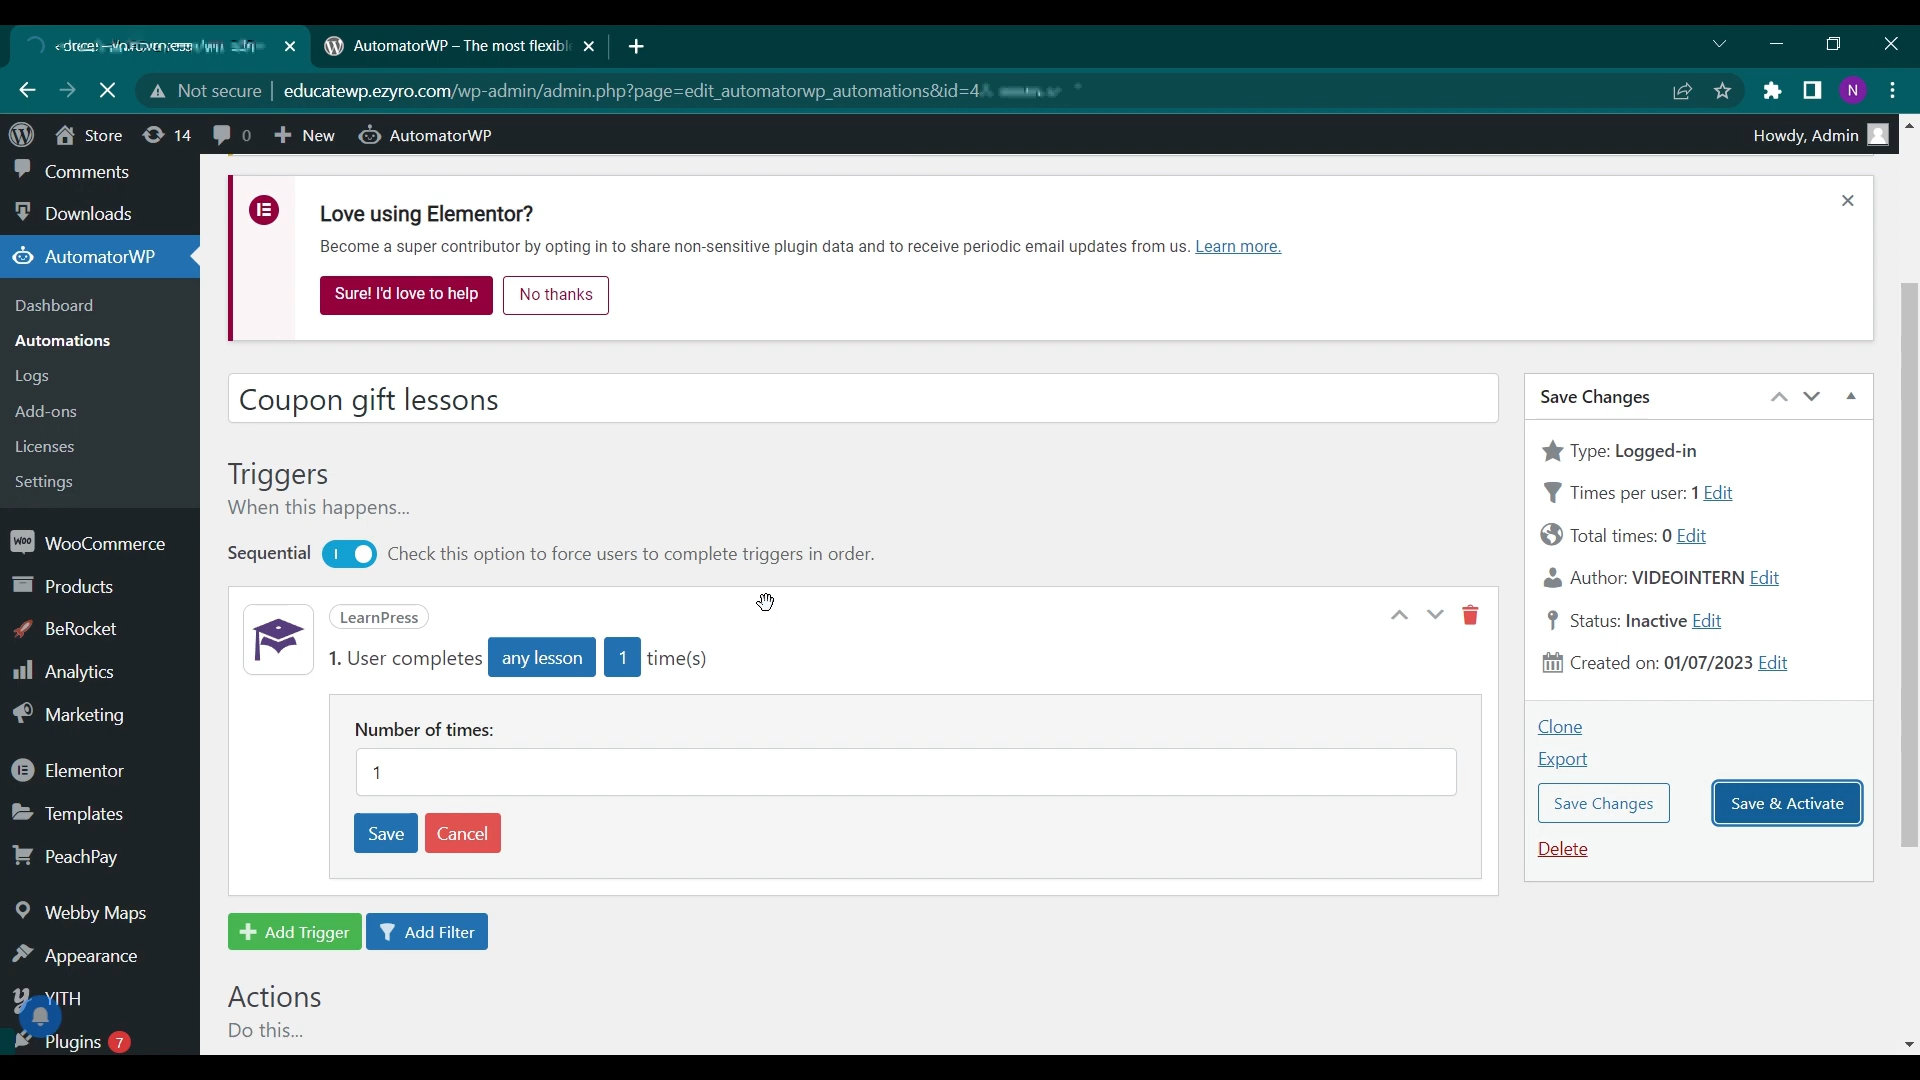 AutomatorWP – The most flexibl
Not secure
educatewp.ezyro.com/wp-admin/admin.php?page=edit_automatorwp_automations&id=4
N
Store 14 0 New AutomatorWP
Howdy, Admin
Comments
Downloads
AutomatorWP
Dashboard
Automations
Logs
Add-ons
Licenses
Settings
WooCommerce
Products
BeRocket
Analytics
Marketing
Elementor
Templates
PeachPay
Webby Maps
Appearance
YITH
Plugins 7
Love using Elementor?
Become a super contributor by opting in to share non-sensitive plugin data and to receive periodic email updates from us. Learn more.
Sure! I'd love to help No thanks
Coupon gift lessons
Triggers
When this happens...
Sequential Check this option to force users to complete triggers in order.
LearnPress
1. User completes any lesson 1 time(s)
Number of times:
1
Save Cancel
Add Trigger Add Filter
Actions
Do this...
Save Changes
Type: Logged-in
Times per user: 1 Edit
Total times: 0 Edit
Author: VIDEOINTERN Edit
Status: Inactive Edit
Created on: 01/07/2023 Edit
Clone
Export
Save Changes Save & Activate
Delete